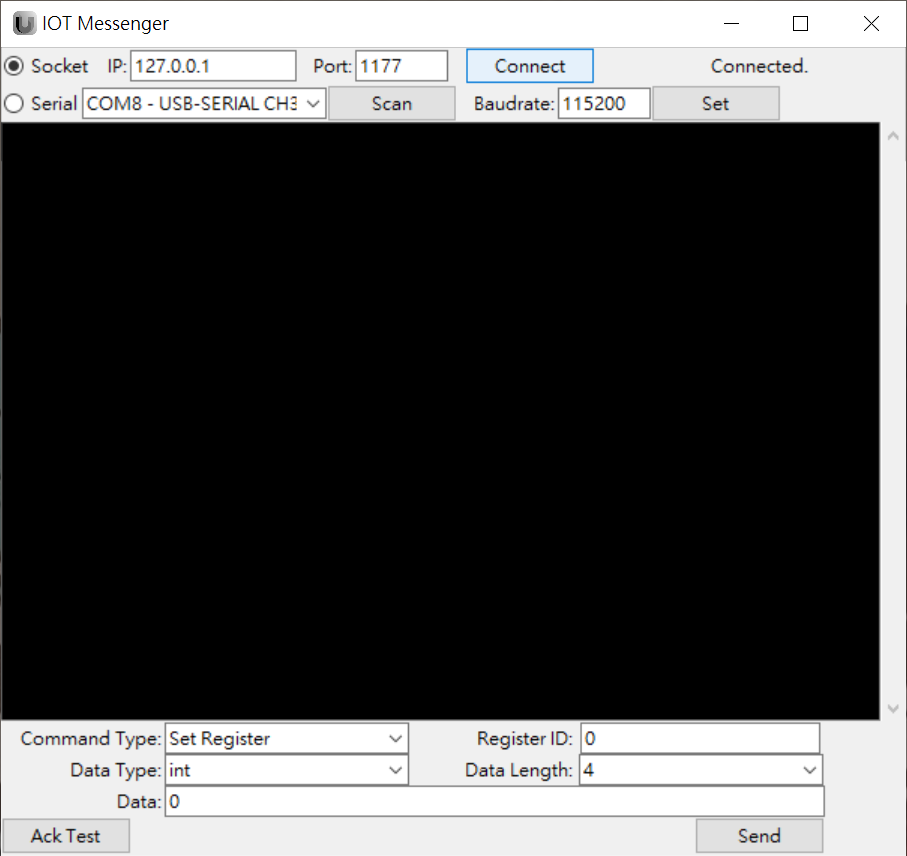 IOT Messenger
Socket IP: 127.0.0.1 Port: 1177 Connect Connected.
Serial COM8 - USB-SERIAL CH3 Scan Baudrate: 115200 Set
Command Type: Set Register Register ID: 0
Data Type: int Data Length: 4
Data: 0
Ack Test Send